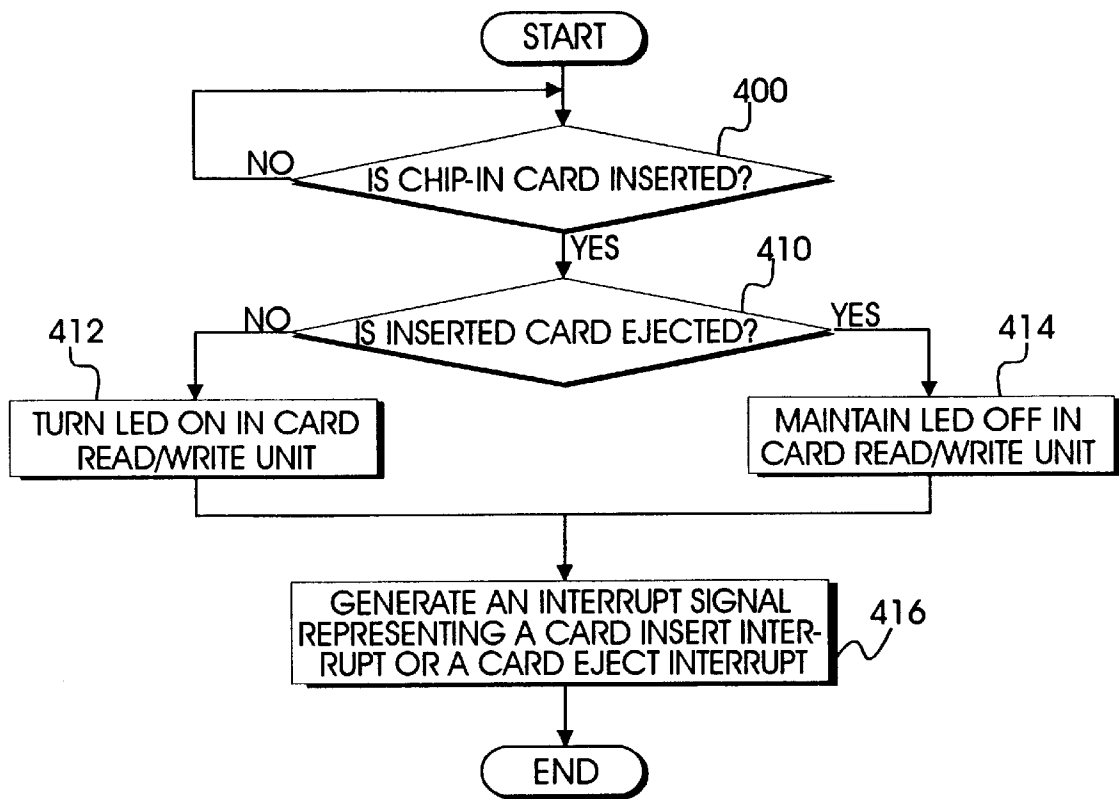 START
400
NO
IS CHIP-IN CARD INSERTED?
YES
410
NO
IS INSERTED CARD EJECTED?
YES
412
414
TURN LED ON IN CARD
READ/WRITE UNIT
MAINTAIN LED OFF IN
CARD READ/WRITE UNIT
GENERATE AN INTERRUPT SIGNAL
REPRESENTING A CARD INSERT INTER-
RUPT OR A CARD EJECT INTERRUPT
416
END